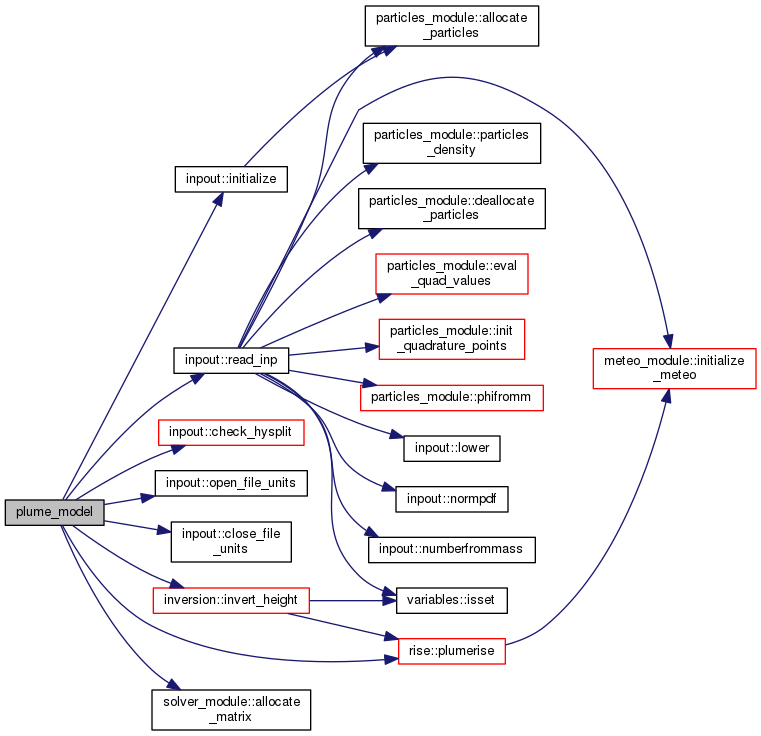 particles_module::allocate
_particles
particles_module::particles
_density
inpout::initialize
particles_module::deallocate
_particles
particles_module::eval
_quad_values
particles_module::init
_quadrature_points
inpout::read_inp
meteo_module::initialize
_meteo
particles_module::phifromm
inpout::check_hysplit
inpout::lower
inpout::open_file_units
inpout::normpdf
plume_model
inpout::close_file
_units
inpout::numberfrommass
inversion::invert_height
variables::isset
rise::plumerise
solver_module::allocate
_matrix